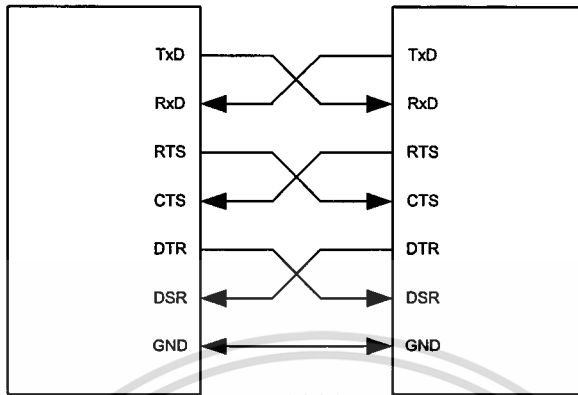 TxD TxD
RxD RxD
RTS RTS
CTS CTS
DTR DTR
DSR DSR
GND GND